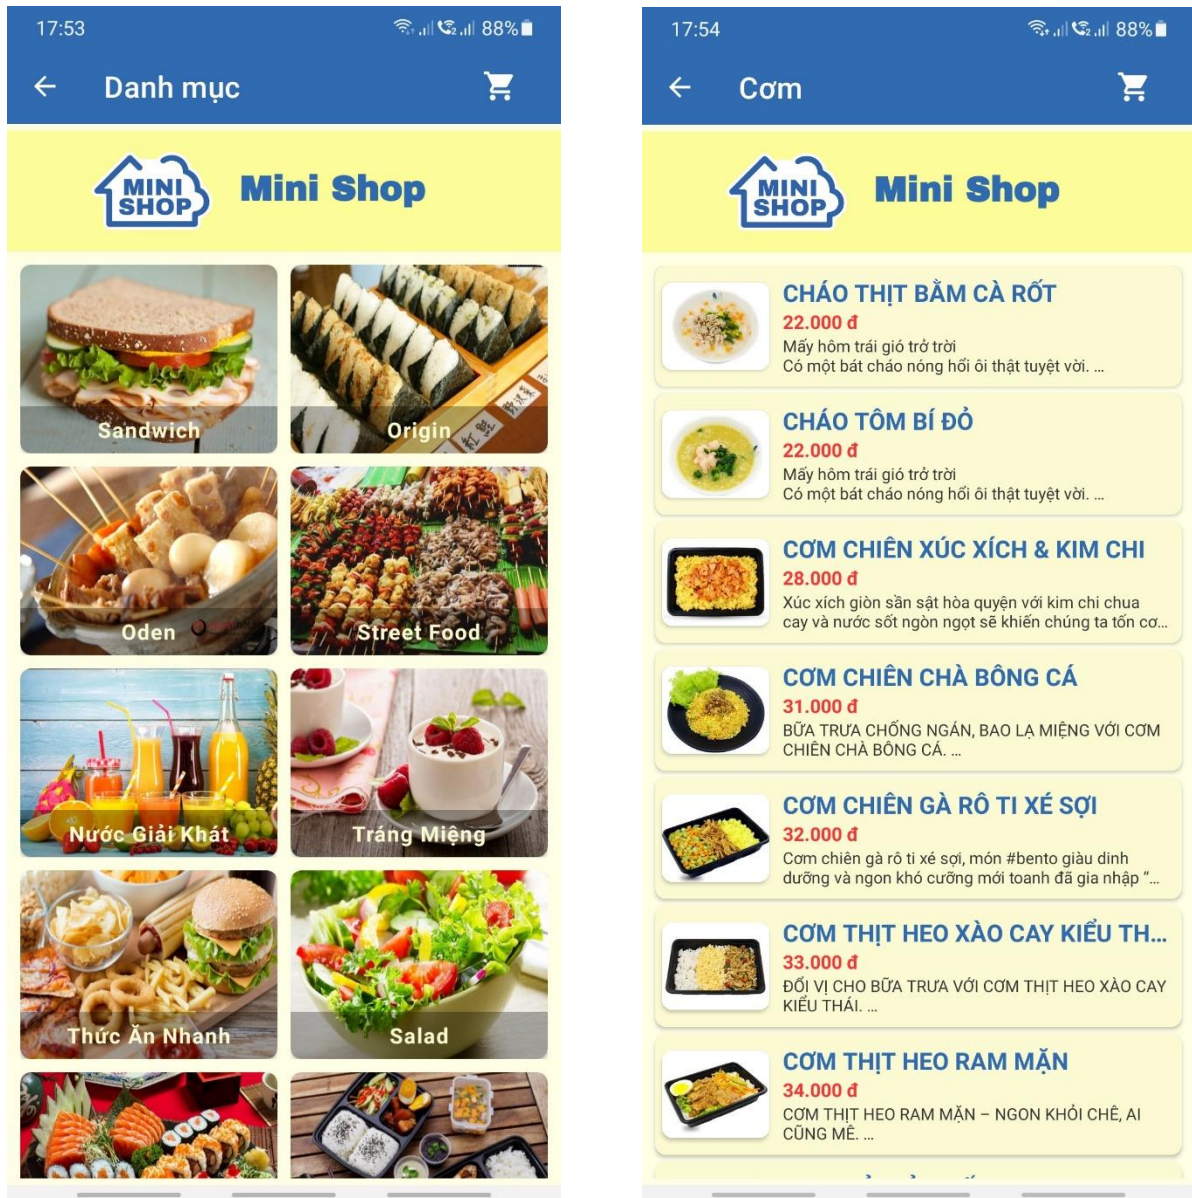 17:53
88%
Danh mục
MINI
SHOP
Mini Shop
Sandwich
Origin
Oden
Street Food
Nước Giải Khát
Tráng Miệng
Thức Ăn Nhanh
Salad
17:54
88%
Cơm
MINI
SHOP
Mini Shop
CHÁO THỊT BẰM CÀ RỐT
22.000 đ
Mấy hôm trái gió trở trời
Có một bát cháo nóng hổi ôi thật tuyệt vời. ...
CHÁO TÔM BÍ ĐỎ
22.000 đ
Mấy hôm trái gió trở trời
Có một bát cháo nóng hổi ôi thật tuyệt vời. ...
CƠM CHIÊN XÚC XÍCH & KIM CHI
28.000 đ
Xúc xích giòn sần sật hòa quyện với kim chi chua
cay và nước sốt ngòn ngọt sẽ khiến chúng ta tốn cơ...
CƠM CHIÊN CHÀ BÔNG CÁ
31.000 đ
BỮA TRƯA CHỐNG NGÁN, BAO LẠ MIỆNG VỚI CƠM
CHIÊN CHÀ BÔNG CÁ. ...
CƠM CHIÊN GÀ RÔ TI XÉ SỢI
32.000 đ
Cơm chiên gà rô ti xé sợi, món #bento giàu dinh
dưỡng và ngon khó cưỡng mới toanh đã gia nhập “...
CƠM THỊT HEO XÀO CAY KIỂU TH...
33.000 đ
ĐỔI VỊ CHO BỮA TRƯA VỚI CƠM THỊT HEO XÀO CAY
KIỂU THÁI. ...
CƠM THỊT HEO RAM MẶN
34.000 đ
CƠM THỊT HEO RAM MẶN – NGON KHỎI CHÊ, AI
CŨNG MÊ. ...